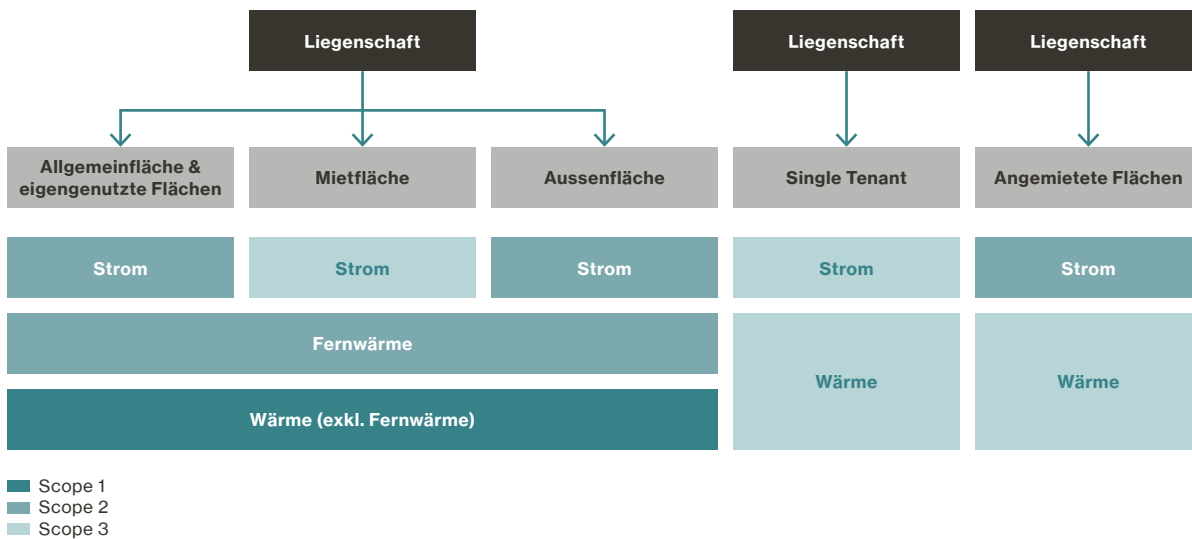 Liegenschaft
Liegenschaft
Liegenschaft
Allgemeinfläche &
eigengenutzte Flächen
Mietfläche
Aussenfläche
Single Tenant
Angemietete Flächen
Strom
Strom
Strom
Strom
Strom
Fernwärme
Wärme
Wärme
Wärme (exkl. Fernwärme)
Scope 1
Scope 2
Scope 3